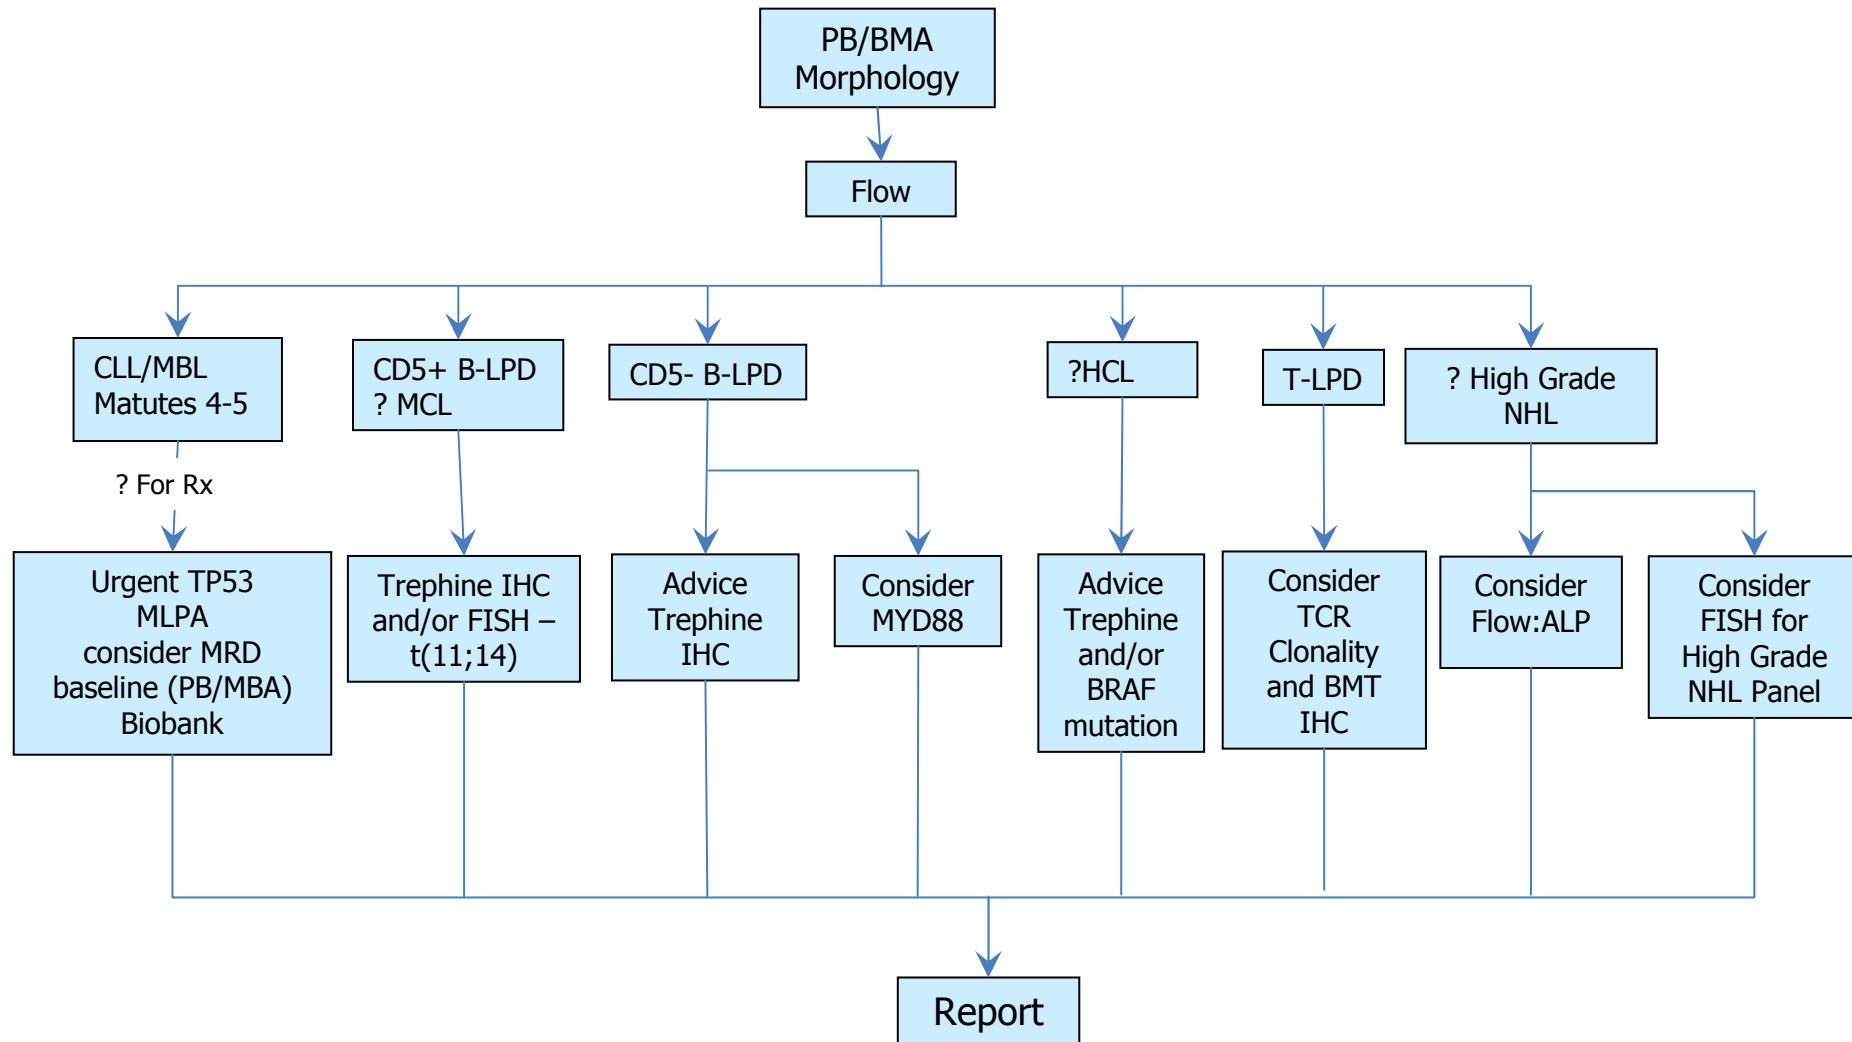 PB/BMA
Morphology
Flow
CLL/MBL
Matutes 4-5
CD5+ B-LPD
? MCL
CD5- B-LPD
?HCL
T-LPD
? High Grade
NHL
? For Rx
Urgent TP53
MLPA
consider MRD
baseline (PB/MBA)
Biobank
Trephine IHC
and/or FISH –
t(11;14)
Advice
Trephine
IHC
Consider
MYD88
Advice
Trephine
and/or
BRAF
mutation
Consider
TCR
Clonality
and BMT
IHC
Consider
Flow:ALP
Consider
FISH for
High Grade
NHL Panel
Report